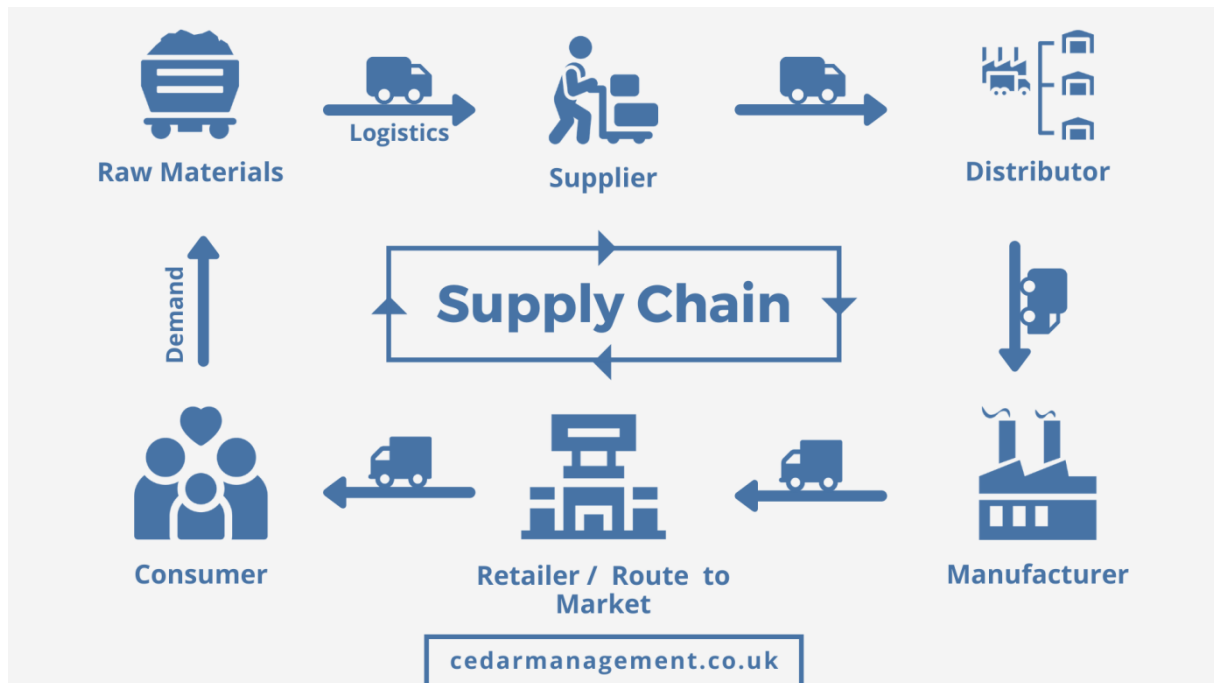 Logistics
Raw Materials
Supplier
Distributor
Demand
Supply Chain
Consumer
Retailer / Route to
Market
Manufacturer
cedarmanagement.co.uk